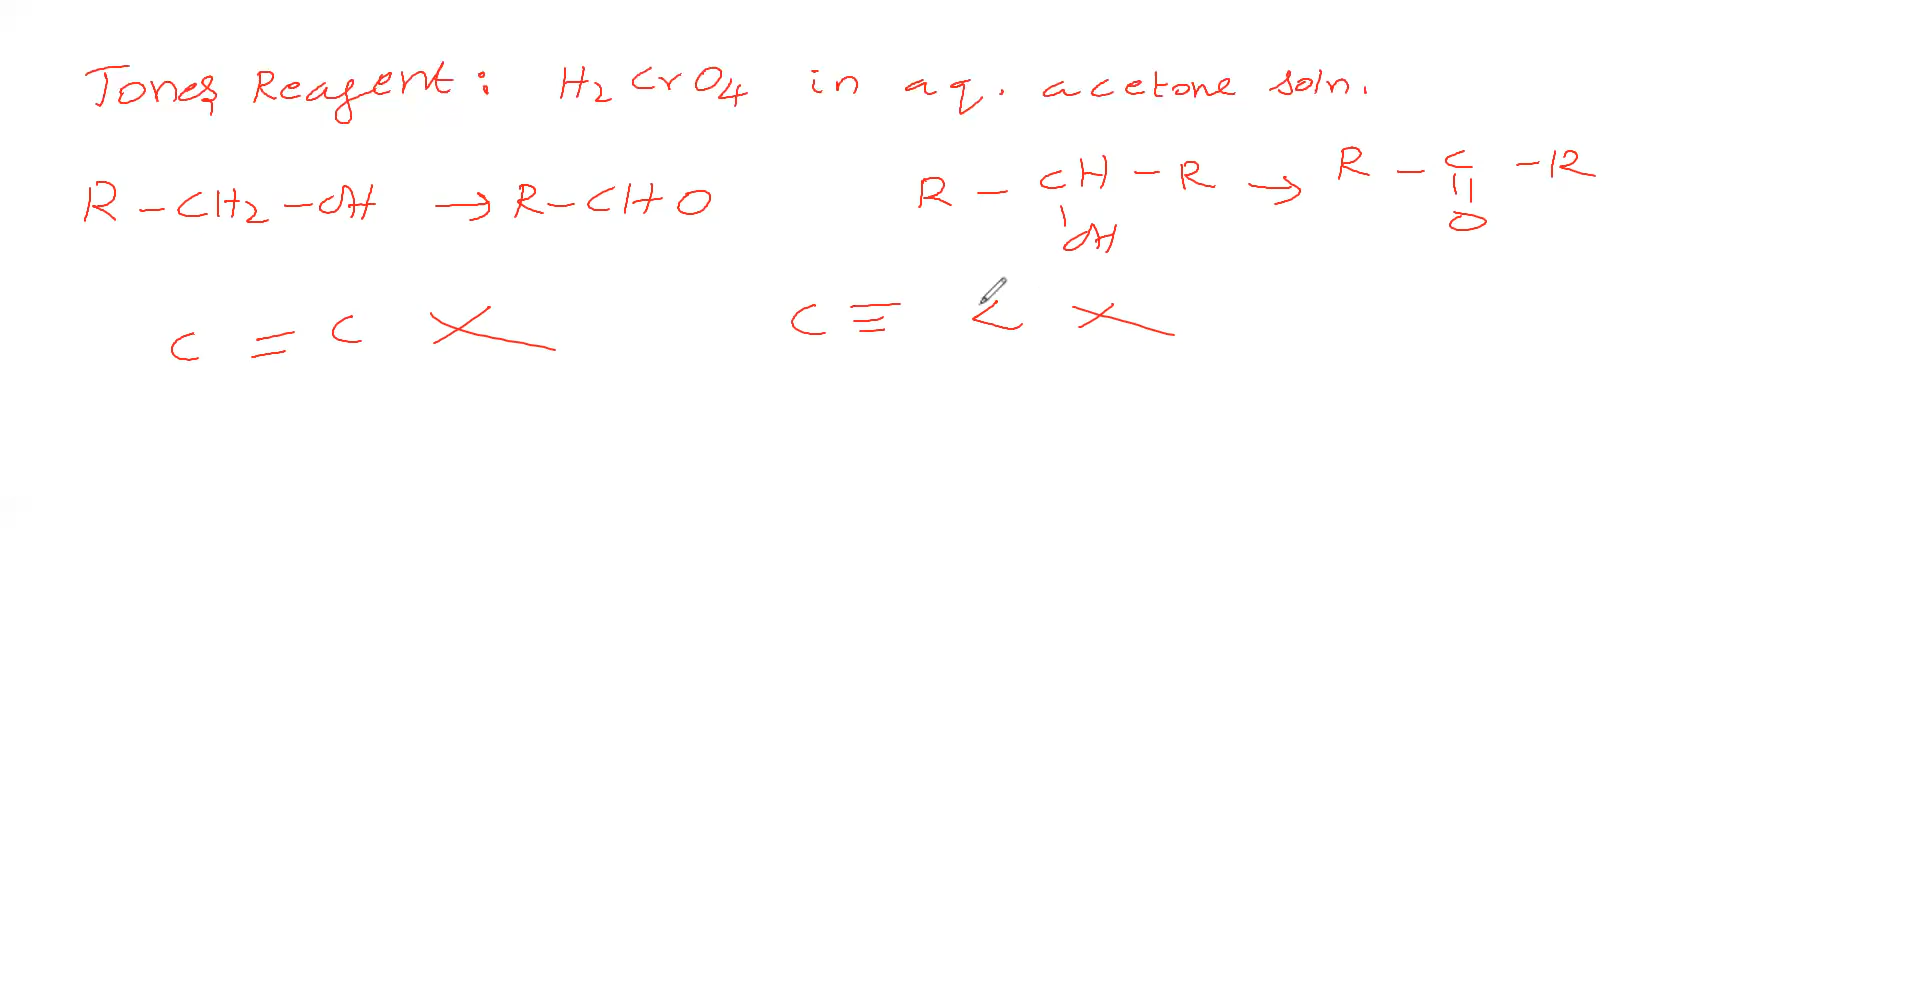 Jones Reagent : H2CrO4 in aq. acetone soln.
R - CH2 - OH → R - CHO
R - CH - R → R - C - R
OH
O
C = C X
C ≡ C X